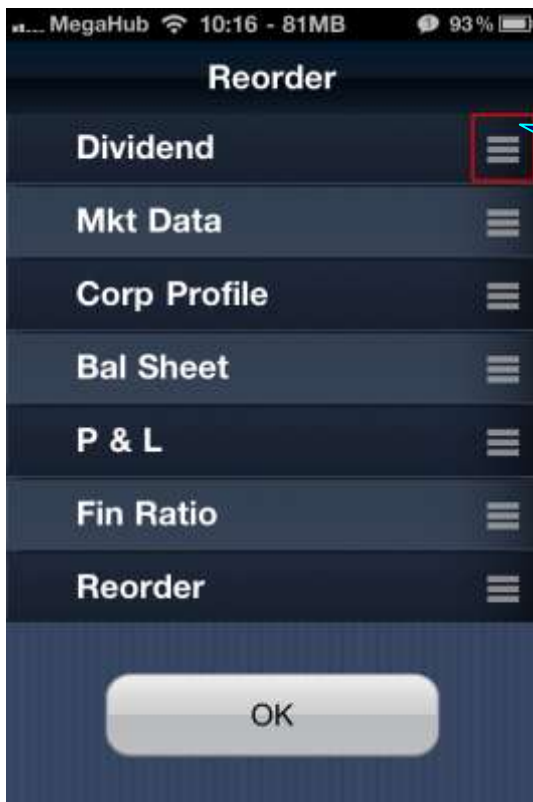 MegaHub 10:16 - 81MB 93%
Reorder
Dividend
Mkt Data
Corp Profile
Bal Sheet
P & L
Fin Ratio
Reorder
OK